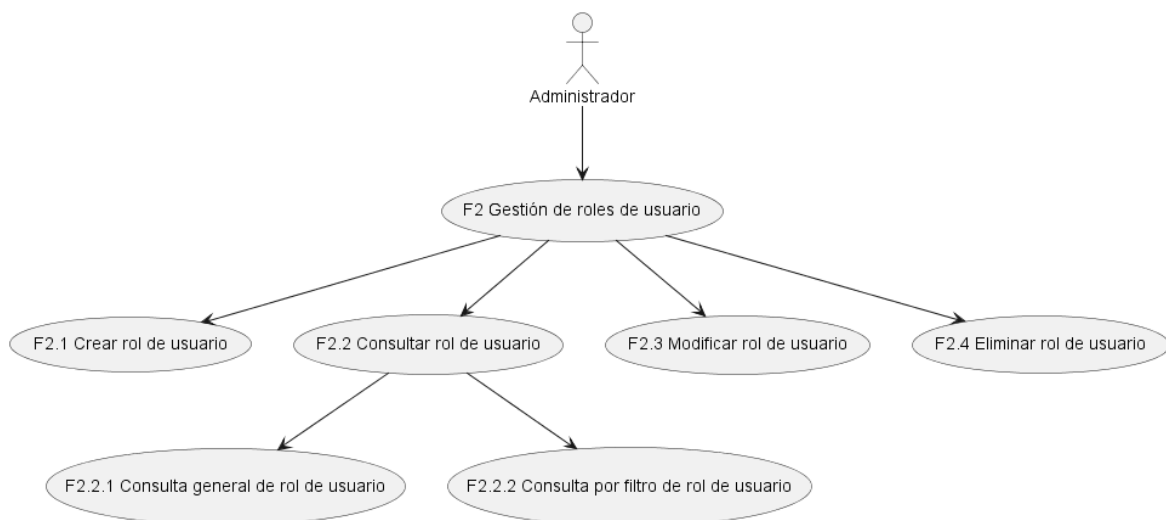 Administrador
F2 Gestión de roles de usuario
F2.1 Crear rol de usuario
F2.2 Consultar rol de usuario
F2.3 Modificar rol de usuario
F2.4 Eliminar rol de usuario
F2.2.1 Consulta general de rol de usuario
F2.2.2 Consulta por filtro de rol de usuario